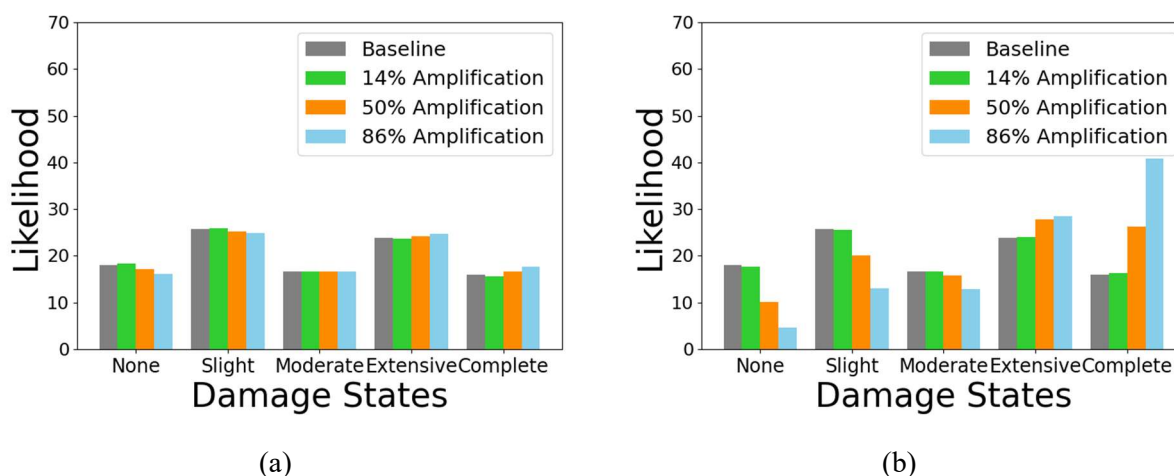 70
60
50
40
30
20
10
0
Likelihood
Baseline
14% Amplification
50% Amplification
86% Amplification
None Slight Moderate Extensive Complete
Damage States
(a)
70
60
50
40
30
20
10
0
Likelihood
Baseline
14% Amplification
50% Amplification
86% Amplification
None Slight Moderate Extensive Complete
Damage States
(b)